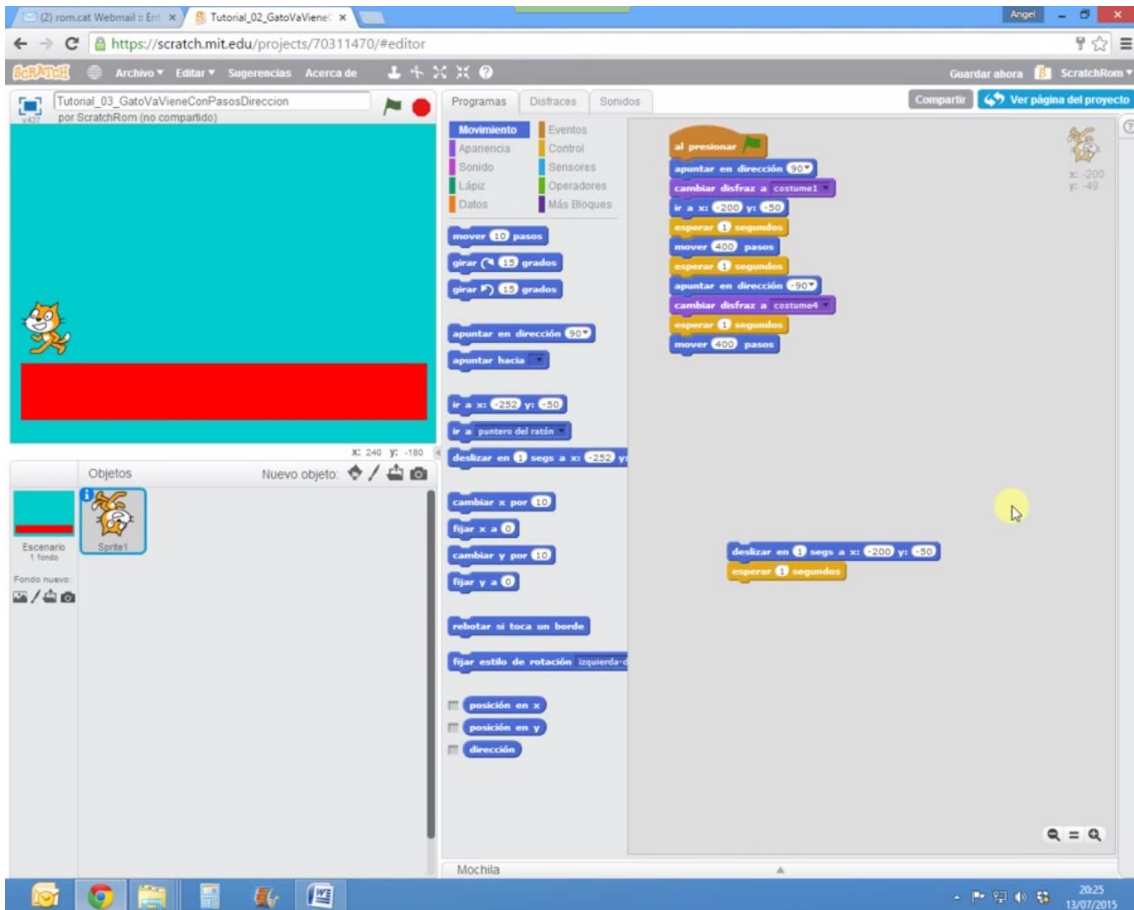 (2) rom.cat Webmail :: Ent
Tutorial_02_GatoVaViene
Angel
https://scratch.mit.edu/projects/70311470/#editor
SCRATCH
Archivo
Editar
Sugerencias
Acerca de
Guardar ahora
ScratchRom
Tutorial_03_GatoVaVieneConPasosDireccion
por ScratchRom (no compartido)
v437
Programas
Disfraces
Sonidos
Compartir
Ver página del proyecto
Movimiento
Eventos
Apariencia
Control
Sonido
Sensores
Lápiz
Operadores
Datos
Más Bloques
mover 10 pasos
girar 15 grados
girar 15 grados
apuntar en dirección 90
apuntar hacia
ir a x: -252 y: -50
ir a puntero del ratón
deslizar en 1 segs a x: -252 y:
cambiar x por 10
fijar x a 0
cambiar y por 10
fijar y a 0
rebotar si toca un borde
fijar estilo de rotación izquierda-d
posición en x
posición en y
dirección
al presionar
apuntar en dirección 90
cambiar disfraz a costume1
ir a x: -200 y: -50
esperar 1 segundos
mover 400 pasos
esperar 1 segundos
apuntar en dirección -90
cambiar disfraz a costume4
esperar 1 segundos
mover 400 pasos
x: -200
y: -49
deslizar en 1 segs a x: -200 y: -50
esperar 1 segundos
x: 240 y: -180
Objetos
Nuevo objeto:
Escenario
1 fondo
Sprite1
Fondo nuevo:
Mochila
20:25
13/07/2015